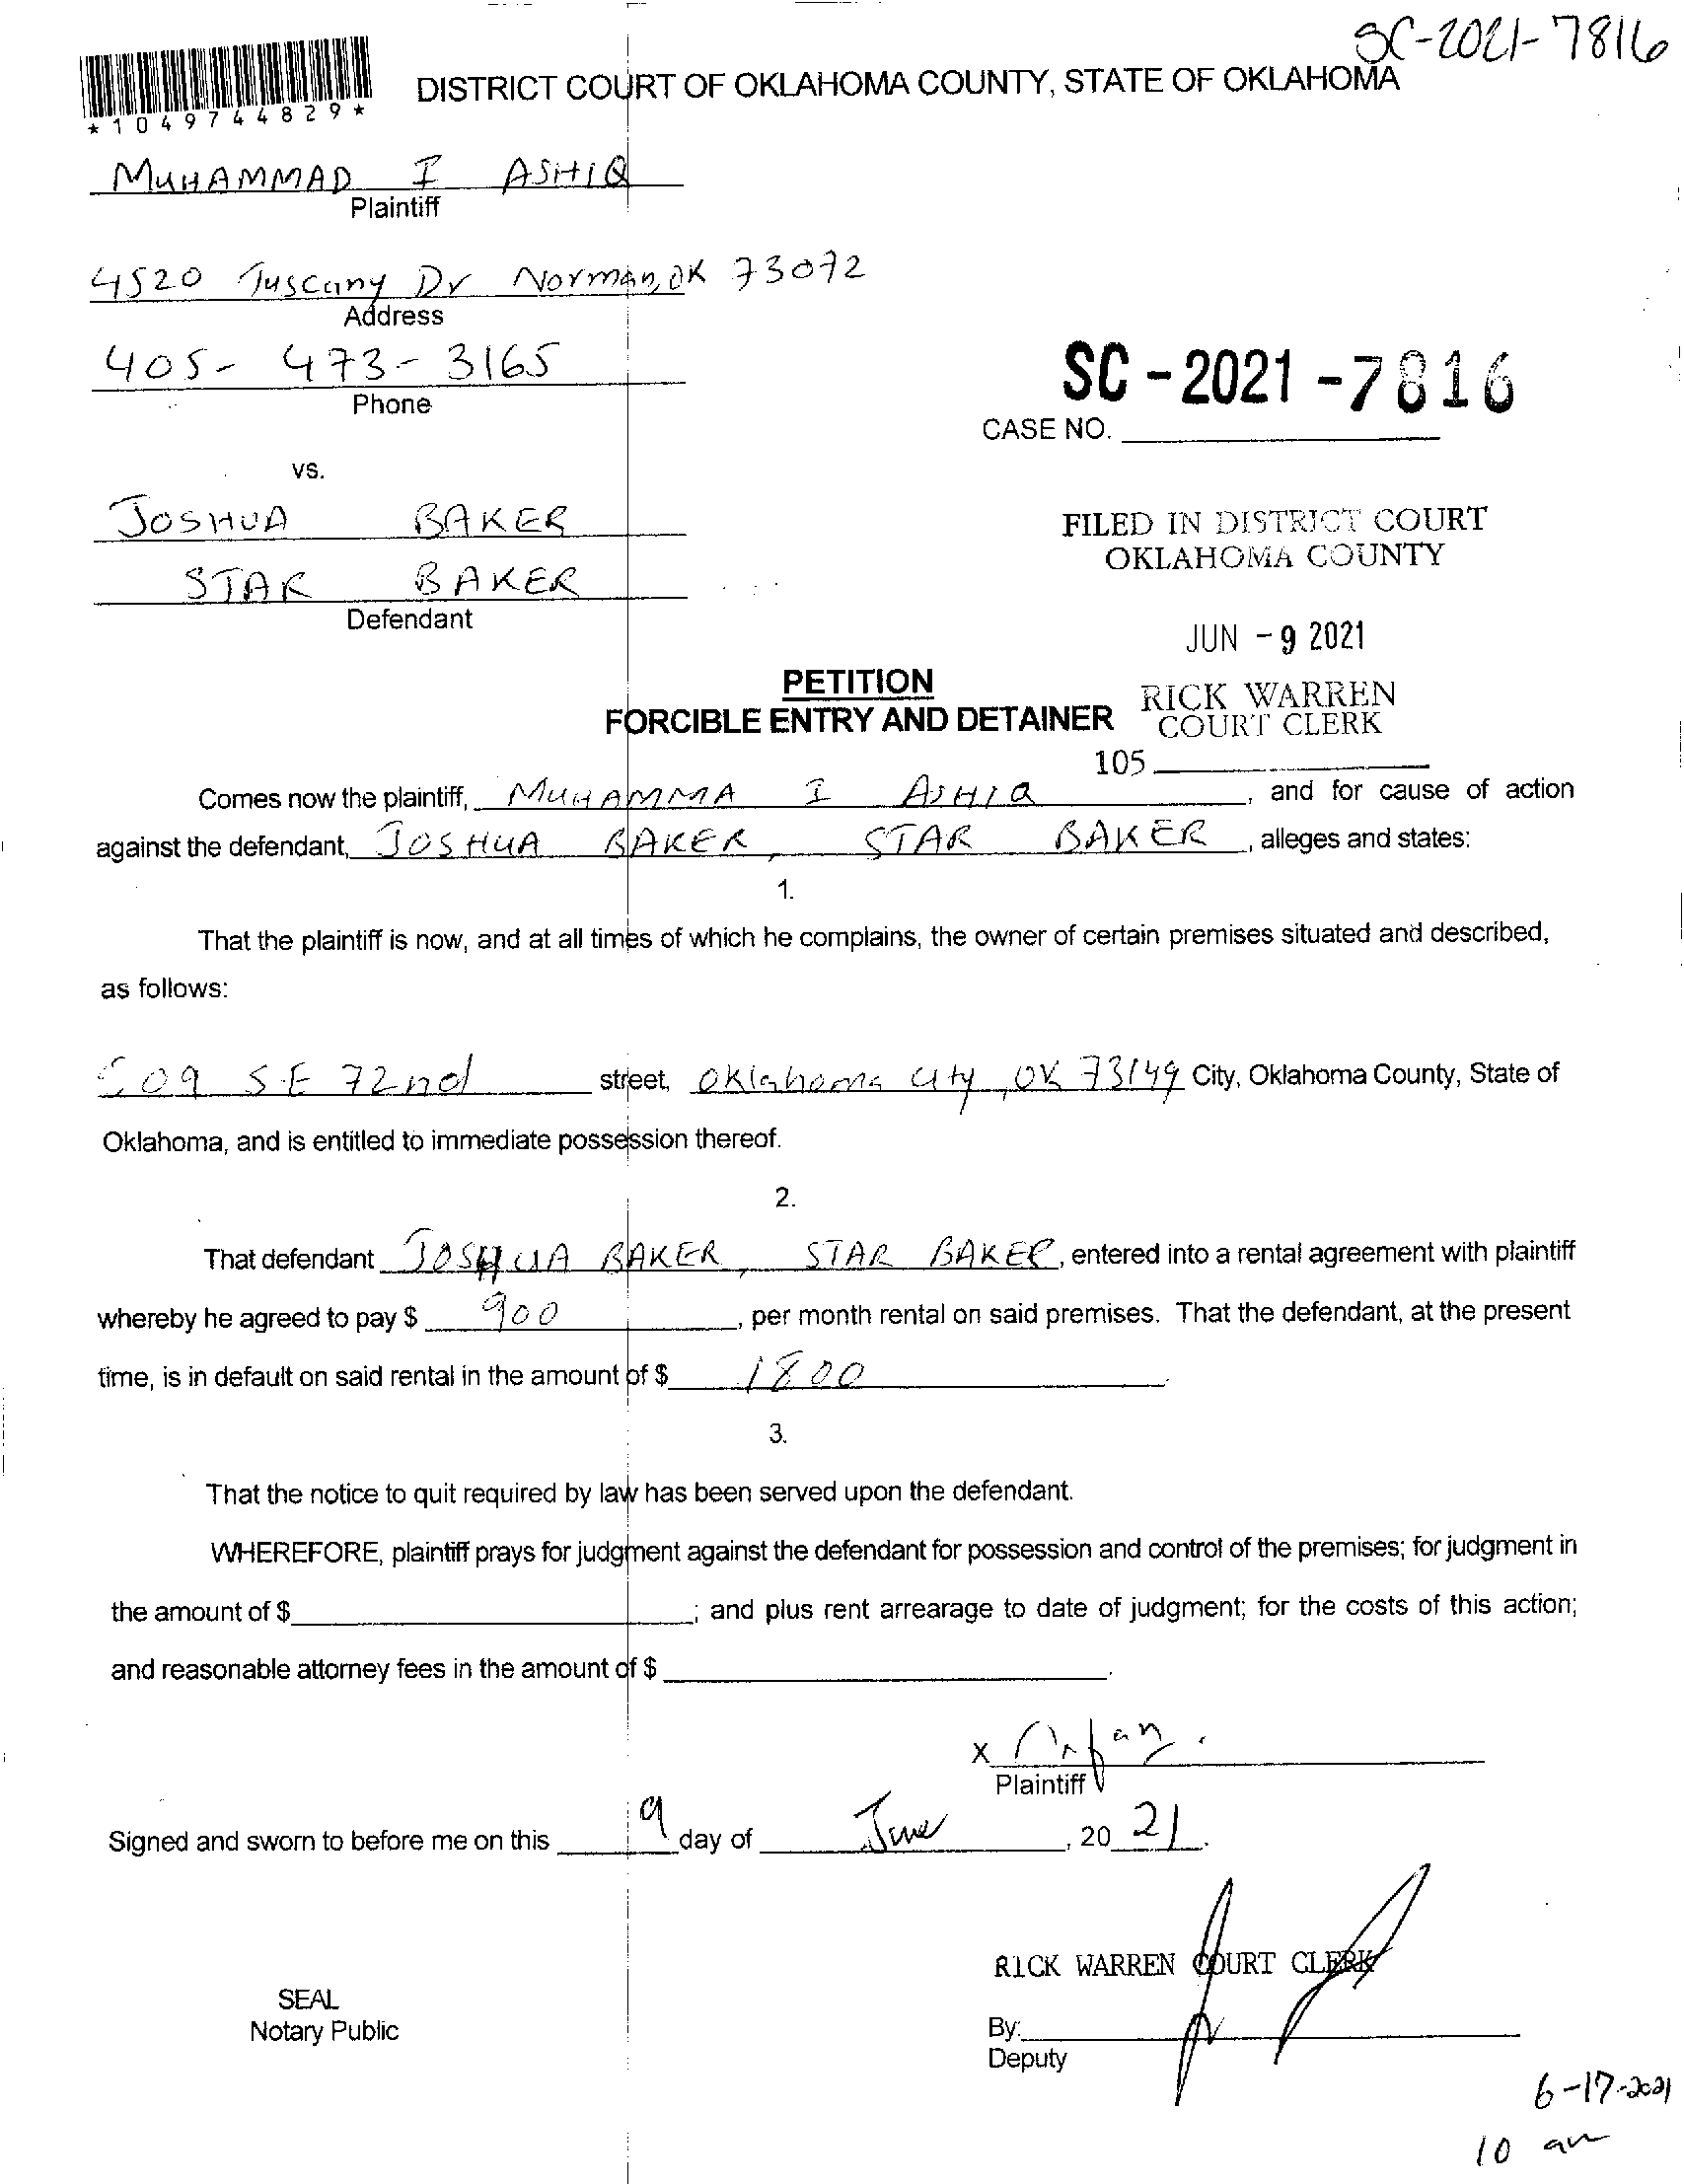 SC-2021-7816
DISTRICT COURT OF OKLAHOMA COUNTY, STATE OF OKLAHOMA
*1049744829*
MUHAMMAD I ASHIQ
Plaintiff
4520 Tuscany Dr Norman, OK 73072
Address
405-473-3165
Phone
SC-2021-7816
CASE NO.
vs.
JOSHUA BAKER
STAR BAKER
Defendant
FILED IN DISTRICT COURT
OKLAHOMA COUNTY
JUN -9 2021
PETITION
FORCIBLE ENTRY AND DETAINER
RICK WARREN
COURT CLERK
105
Comes now the plaintiff, MUHAMMA I ASHIQ, and for cause of action
against the defendant, JOSHUA BAKER, STAR BAKER, alleges and states:
1.
That the plaintiff is now, and at all times of which he complains, the owner of certain premises situated and described,
as follows:
09 SE 72nd street, Oklahoma city, OK 73149 City, Oklahoma County, State of
Oklahoma, and is entitled to immediate possession thereof.
2.
That defendant JOSHUA BAKER, STAR BAKER, entered into a rental agreement with plaintiff
whereby he agreed to pay $ 900, per month rental on said premises. That the defendant, at the present
time, is in default on said rental in the amount of $ 1800
3.
That the notice to quit required by law has been served upon the defendant.
WHEREFORE, plaintiff prays for judgment against the defendant for possession and control of the premises; for judgment in
the amount of $; and plus rent arrearage to date of judgment; for the costs of this action;
and reasonable attorney fees in the amount of $.
x
Plaintiff
Signed and sworn to before me on this 9 day of June, 2021.
RICK WARREN COURT CLERK
SEAL
Notary Public
By:
Deputy
6-17-2021
10 am